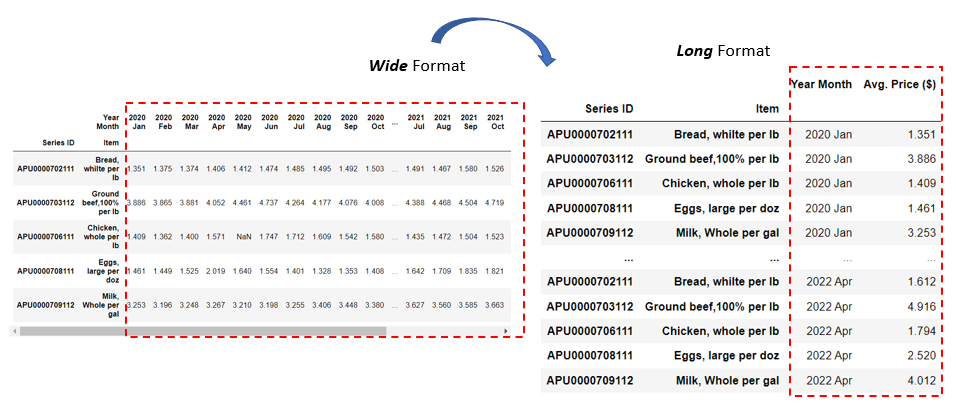 Wide Format
Long Format
Year 2020 2020 2020 2020 2020 2020 2020 2020 2020 2020 2021 2021 2021 2021
Month Jan Feb Mar Apr May Jun Jul Aug Sep Oct ... Jul Aug Sep Oct
Series ID Item
Bread,
APU0000702111 whilte per 1.351 1.375 1.374 1.406 1.412 1.474 1.485 1.495 1.492 1.503 ... 1.491 1.467 1.580 1.526
lb
Ground
APU0000703112 beef,100% 3.886 3.865 3.881 4.052 4.461 4.737 4.264 4.177 4.076 4.008 ... 4.388 4.468 4.504 4.719
per lb
Chicken,
APU0000706111 whole per 1.409 1.362 1.400 1.571 NaN 1.747 1.712 1.609 1.542 1.580 ... 1.435 1.472 1.504 1.523
lb
Eggs,
APU0000708111 large per 1.461 1.449 1.525 2.019 1.640 1.554 1.401 1.328 1.353 1.408 ... 1.642 1.709 1.835 1.821
doz
Milk,
APU0000709112 Whole per 3.253 3.196 3.248 3.267 3.210 3.198 3.255 3.406 3.448 3.380 ... 3.627 3.560 3.585 3.663
gal
Year Month Avg. Price ($)
Series ID Item
APU0000702111 Bread, whilte per lb 2020 Jan 1.351
APU0000703112 Ground beef,100% per lb 2020 Jan 3.886
APU0000706111 Chicken, whole per lb 2020 Jan 1.409
APU0000708111 Eggs, large per doz 2020 Jan 1.461
APU0000709112 Milk, Whole per gal 2020 Jan 3.253
... ... ... ...
APU0000702111 Bread, whilte per lb 2022 Apr 1.612
APU0000703112 Ground beef,100% per lb 2022 Apr 4.916
APU0000706111 Chicken, whole per lb 2022 Apr 1.794
APU0000708111 Eggs, large per doz 2022 Apr 2.520
APU0000709112 Milk, Whole per gal 2022 Apr 4.012